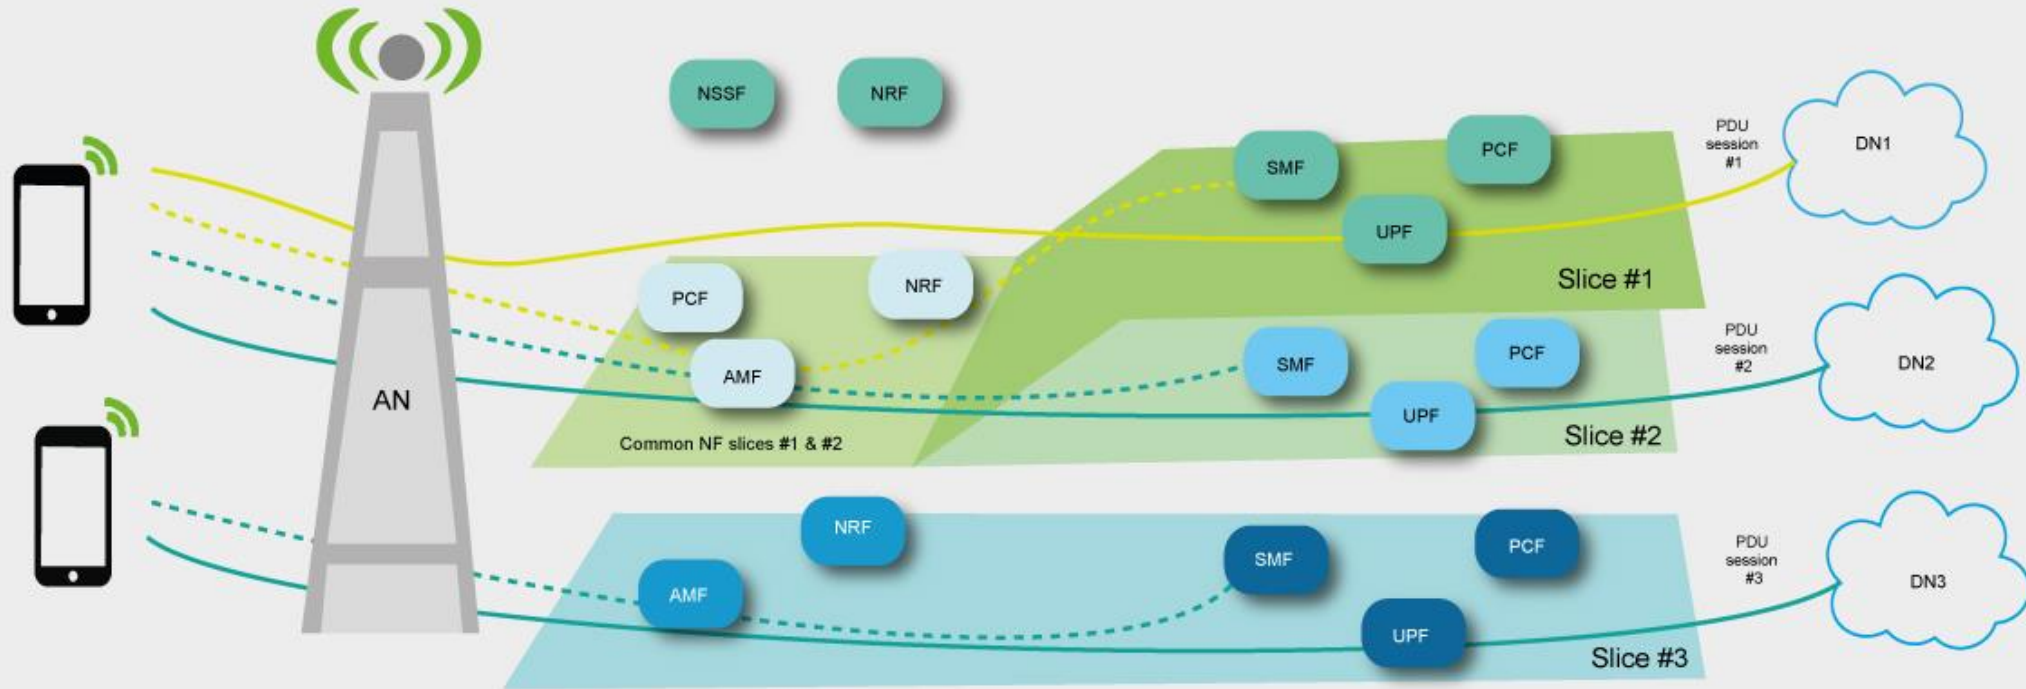 NSSF
NRF
PDU
session
#1
DN1
SMF
PCF
UPF
Slice #1
PCF
NRF
AMF
Common NF slices #1 & #2
SMF
PCF
UPF
Slice #2
PDU
session
#2
DN2
AN
NRF
AMF
SMF
PCF
UPF
Slice #3
PDU
session
#3
DN3